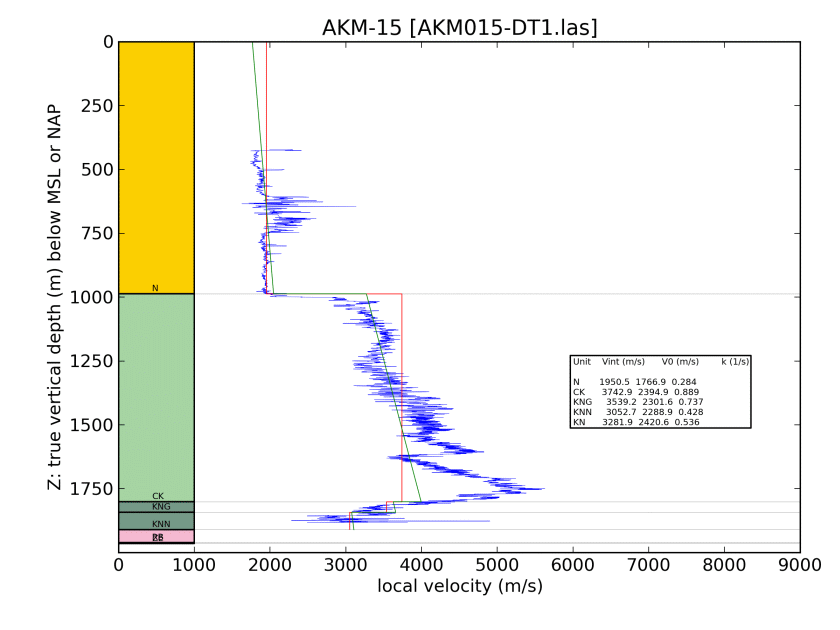 AKM-15 [AKM015-DT1.las]
Z: true vertical depth (m) below MSL or NAP
0
250
500
750
1000
1250
1500
1750
N
CK
KNG
KNN
Unit Vint (m/s) V0 (m/s) k (1/s)
N 1950.5 1766.9 0.284
CK 3742.9 2394.9 0.889
KNG 3539.2 2301.6 0.737
KNN 3052.7 2288.9 0.428
KN 3281.9 2420.6 0.536
0 1000 2000 3000 4000 5000 6000 7000 8000 9000
local velocity (m/s)